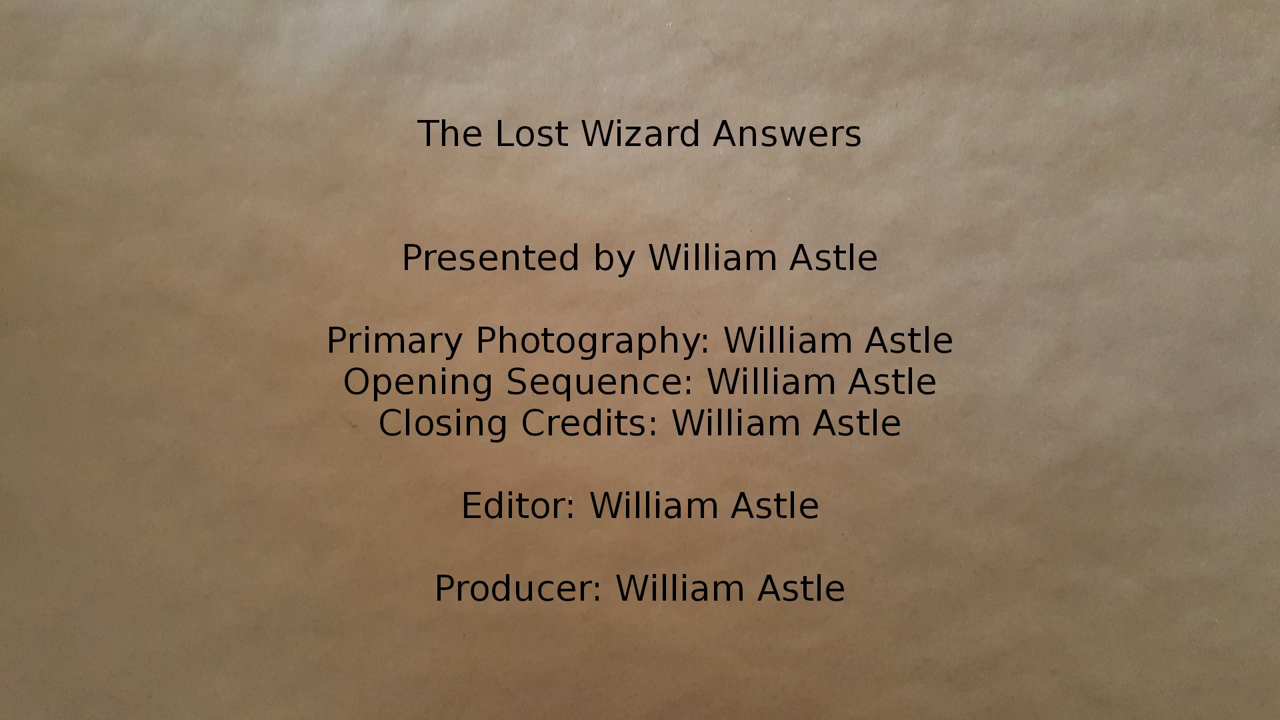 The Lost Wizard Answers
Presented by William Astle
Primary Photography: William Astle
Opening Sequence: William Astle
Closing Credits: William Astle
Editor: William Astle
Producer: William Astle